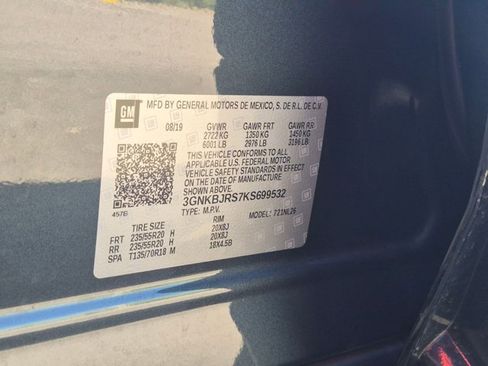 GM MFD BY GENERAL MOTORS DE MEXICO, S. DE R.L. DE C.V.
08/19 GVWR GAWR FRT GAWR RR
2722 KG 1350 KG 1450 KG
6001 LB 2976 LB 3196 LB
THIS VEHICLE CONFORMS TO ALL
APPLICABLE U.S. FEDERAL MOTOR
VEHICLE SAFETY STANDARDS IN EFFECT
ON THE DATE OF MANUFACTURE
SHOWN ABOVE.
3GNKBJRS7KS699532
TYPE: M.P.V. MODEL: 1NL26
457B
TIRE SIZE RIM
FRT 235/55R20 H 20X8J
RR 235/55R20 H 20X8J
SPA T135/70R18 M 18X4.5B